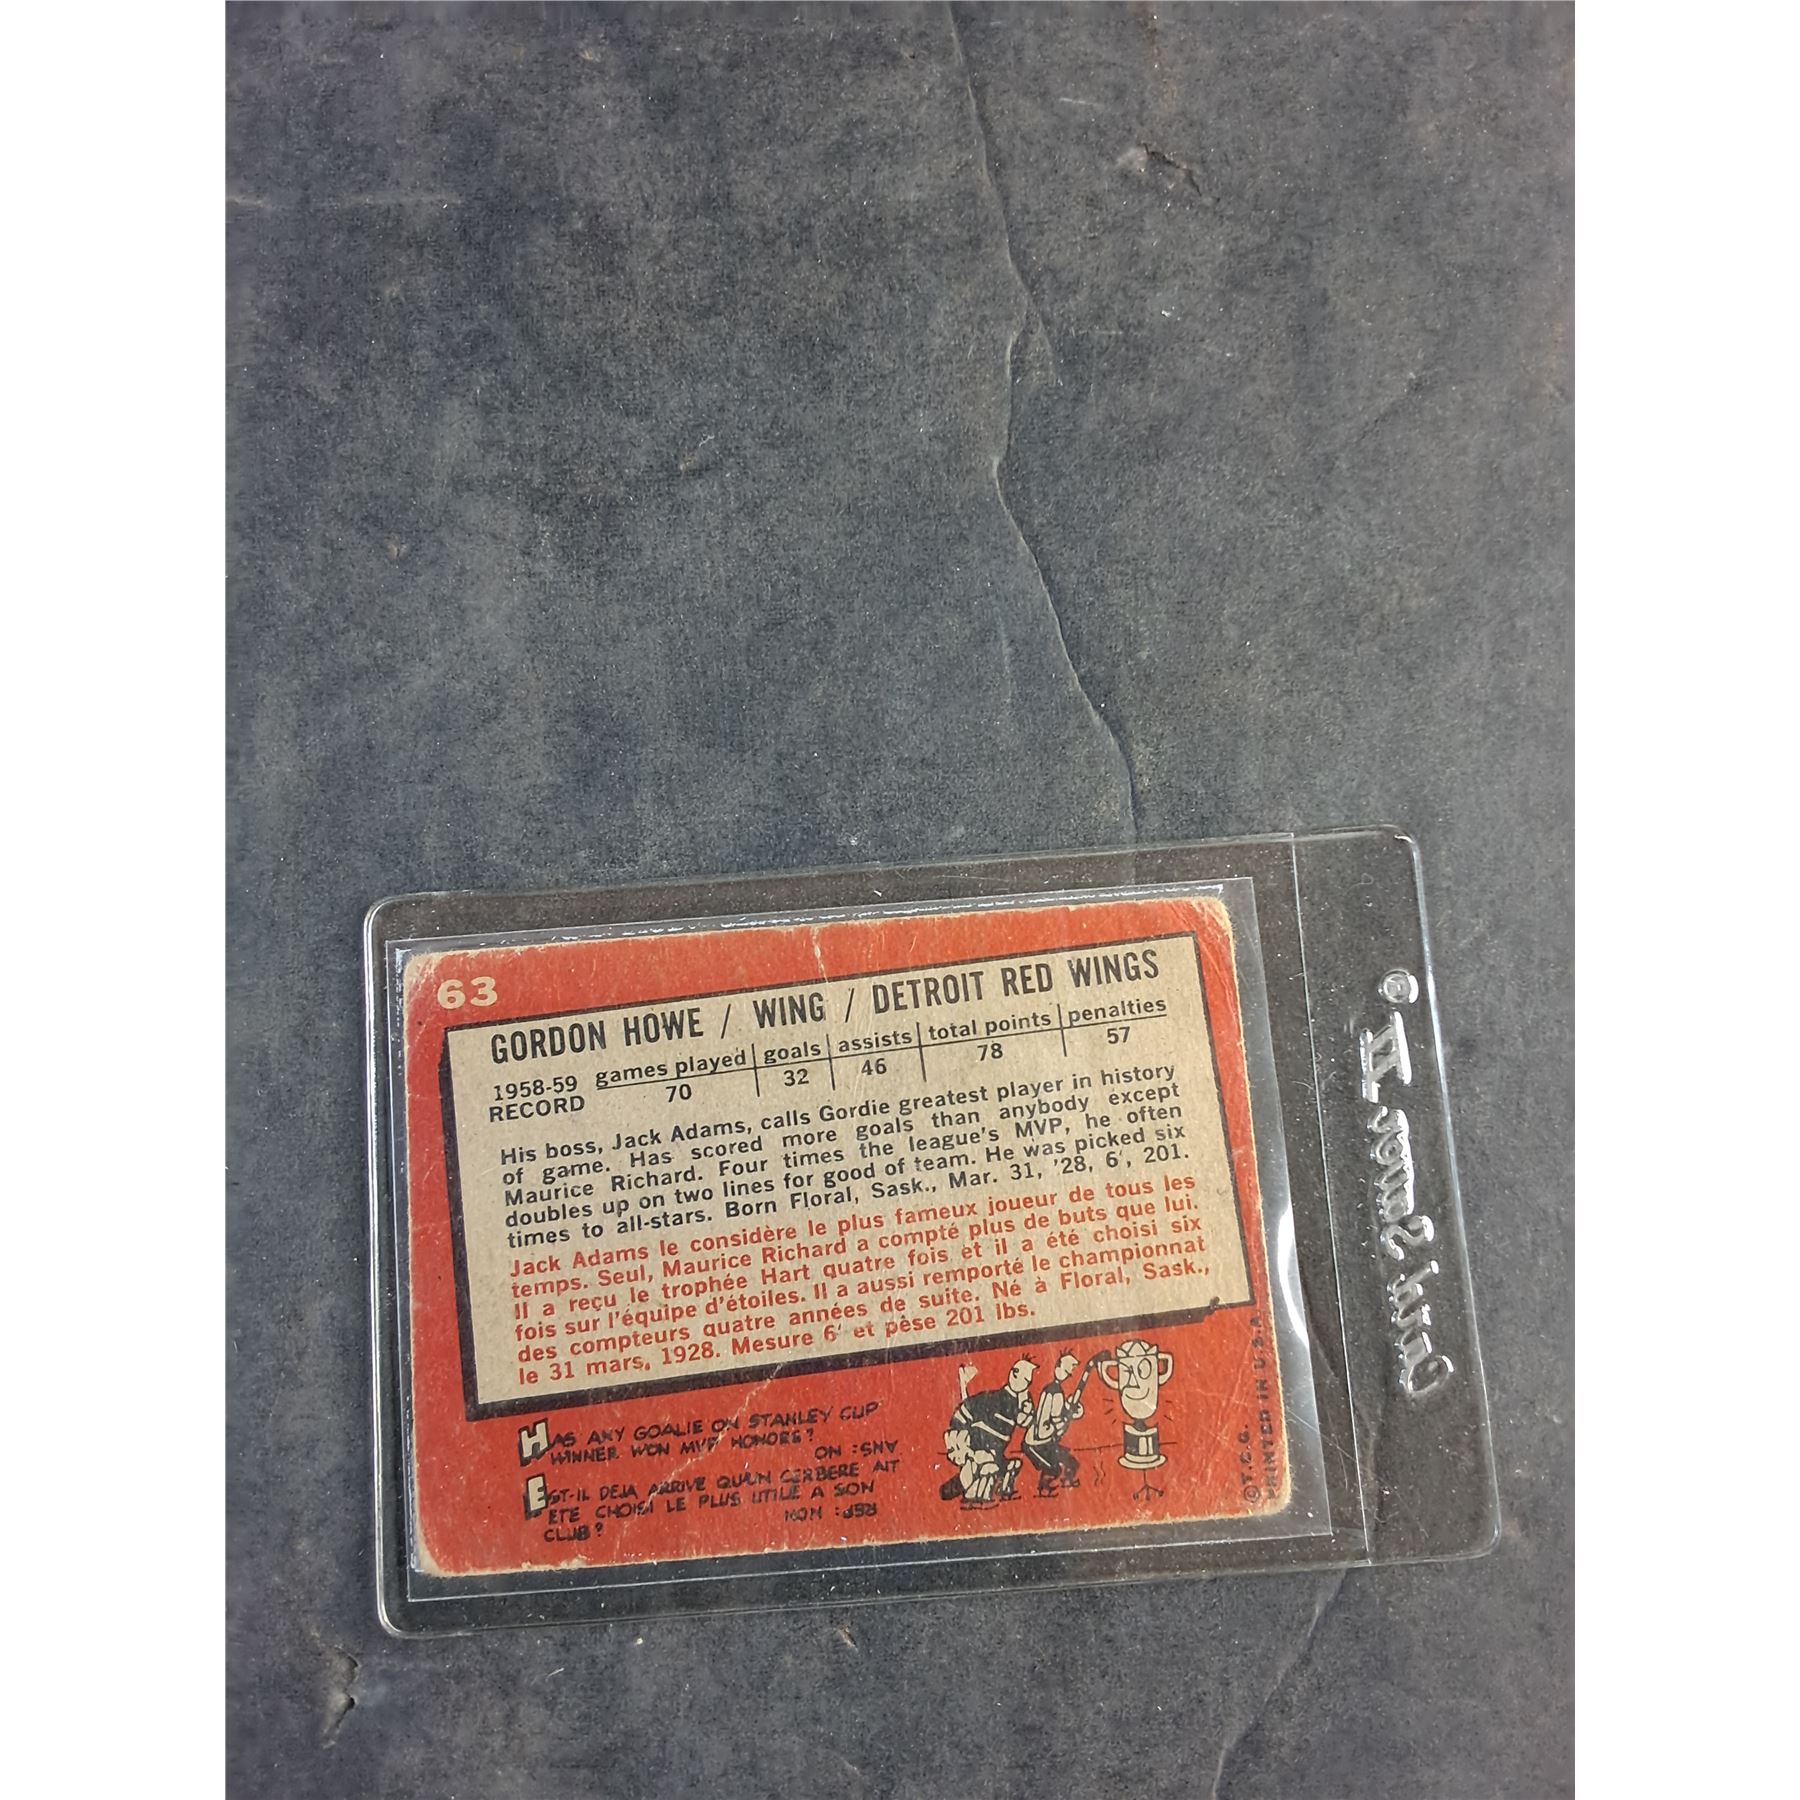 63
GORDON HOWE / WING / DETROIT RED WINGS
1958-59 RECORD games played goals assists total points penalties
70 32 46 78 57
His boss, Jack Adams, calls Gordie greatest player in history
of game. Has scored more goals than anybody except
Maurice Richard. Four times the league's MVP, he often
doubles up on two lines for good of team. He was picked six
times to all-stars. Born Floral, Sask., Mar. 31, '28, 6', 201.
Jack Adams le considère le plus fameux joueur de tous les
temps. Seul, Maurice Richard a compté plus de buts que lui.
Il a reçu le trophée Hart quatre fois et il a été choisi six
fois sur l'équipe d'étoiles. Il a aussi remporté le championnat
des compteurs quatre années de suite. Né à Floral, Sask.,
le 31 mars, 1928. Mesure 6' et pèse 201 lbs.
HAS ANY GOALIE ON STANLEY CUP
WINNER WON MVP HONORS?
ANS: NO
EST-IL DEJA ARRIVE QU'UN CERBERE AIT
ETE CHOISI LE PLUS UTILE A SON
CLUB?
REP: NON
© T.C.G.
PRINTED IN U.S.A.